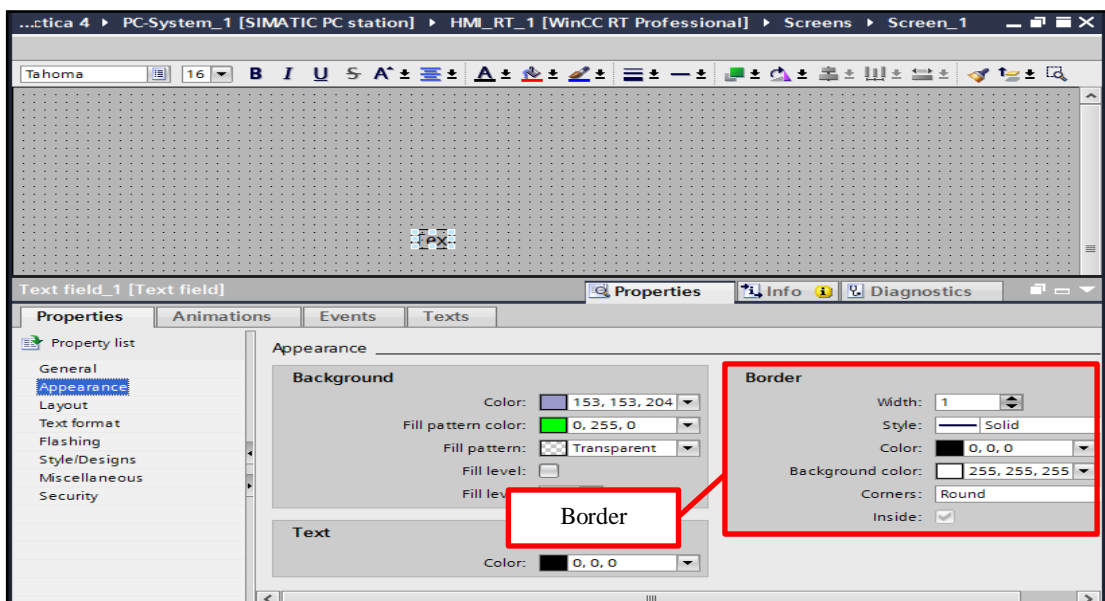 ...ctica 4 ▸ PC-System_1 [SIMATIC PC station] ▸ HMI_RT_1 [WinCC RT Professional] ▸ Screens ▸ Screen_1
Tahoma 16 B I U S A A
Tex
Text field_1 [Text field] Properties Info Diagnostics
Properties Animations Events Texts
Property list
General
Appearance
Layout
Text format
Flashing
Style/Designs
Miscellaneous
Security
Appearance
Background
Color: 153, 153, 204
Fill pattern color: 0, 255, 0
Fill pattern: Transparent
Fill level:
Fill lev
Text
Color: 0, 0, 0
Border
Border
Width: 1
Style: Solid
Color: 0, 0, 0
Background color: 255, 255, 255
Corners: Round
Inside: